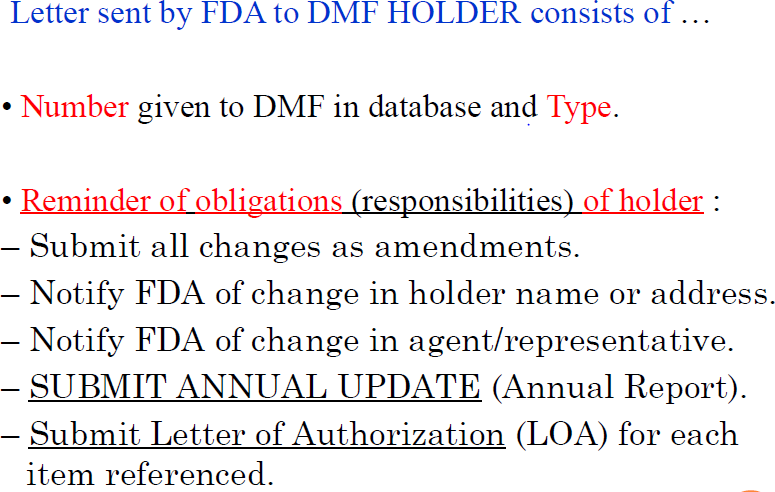 Letter sent by FDA to DMF HOLDER consists of …
• Number given to DMF in database and Type.
• Reminder of obligations (responsibilities) of holder :
– Submit all changes as amendments.
– Notify FDA of change in holder name or address.
– Notify FDA of change in agent/representative.
– SUBMIT ANNUAL UPDATE (Annual Report).
– Submit Letter of Authorization (LOA) for each
item referenced.